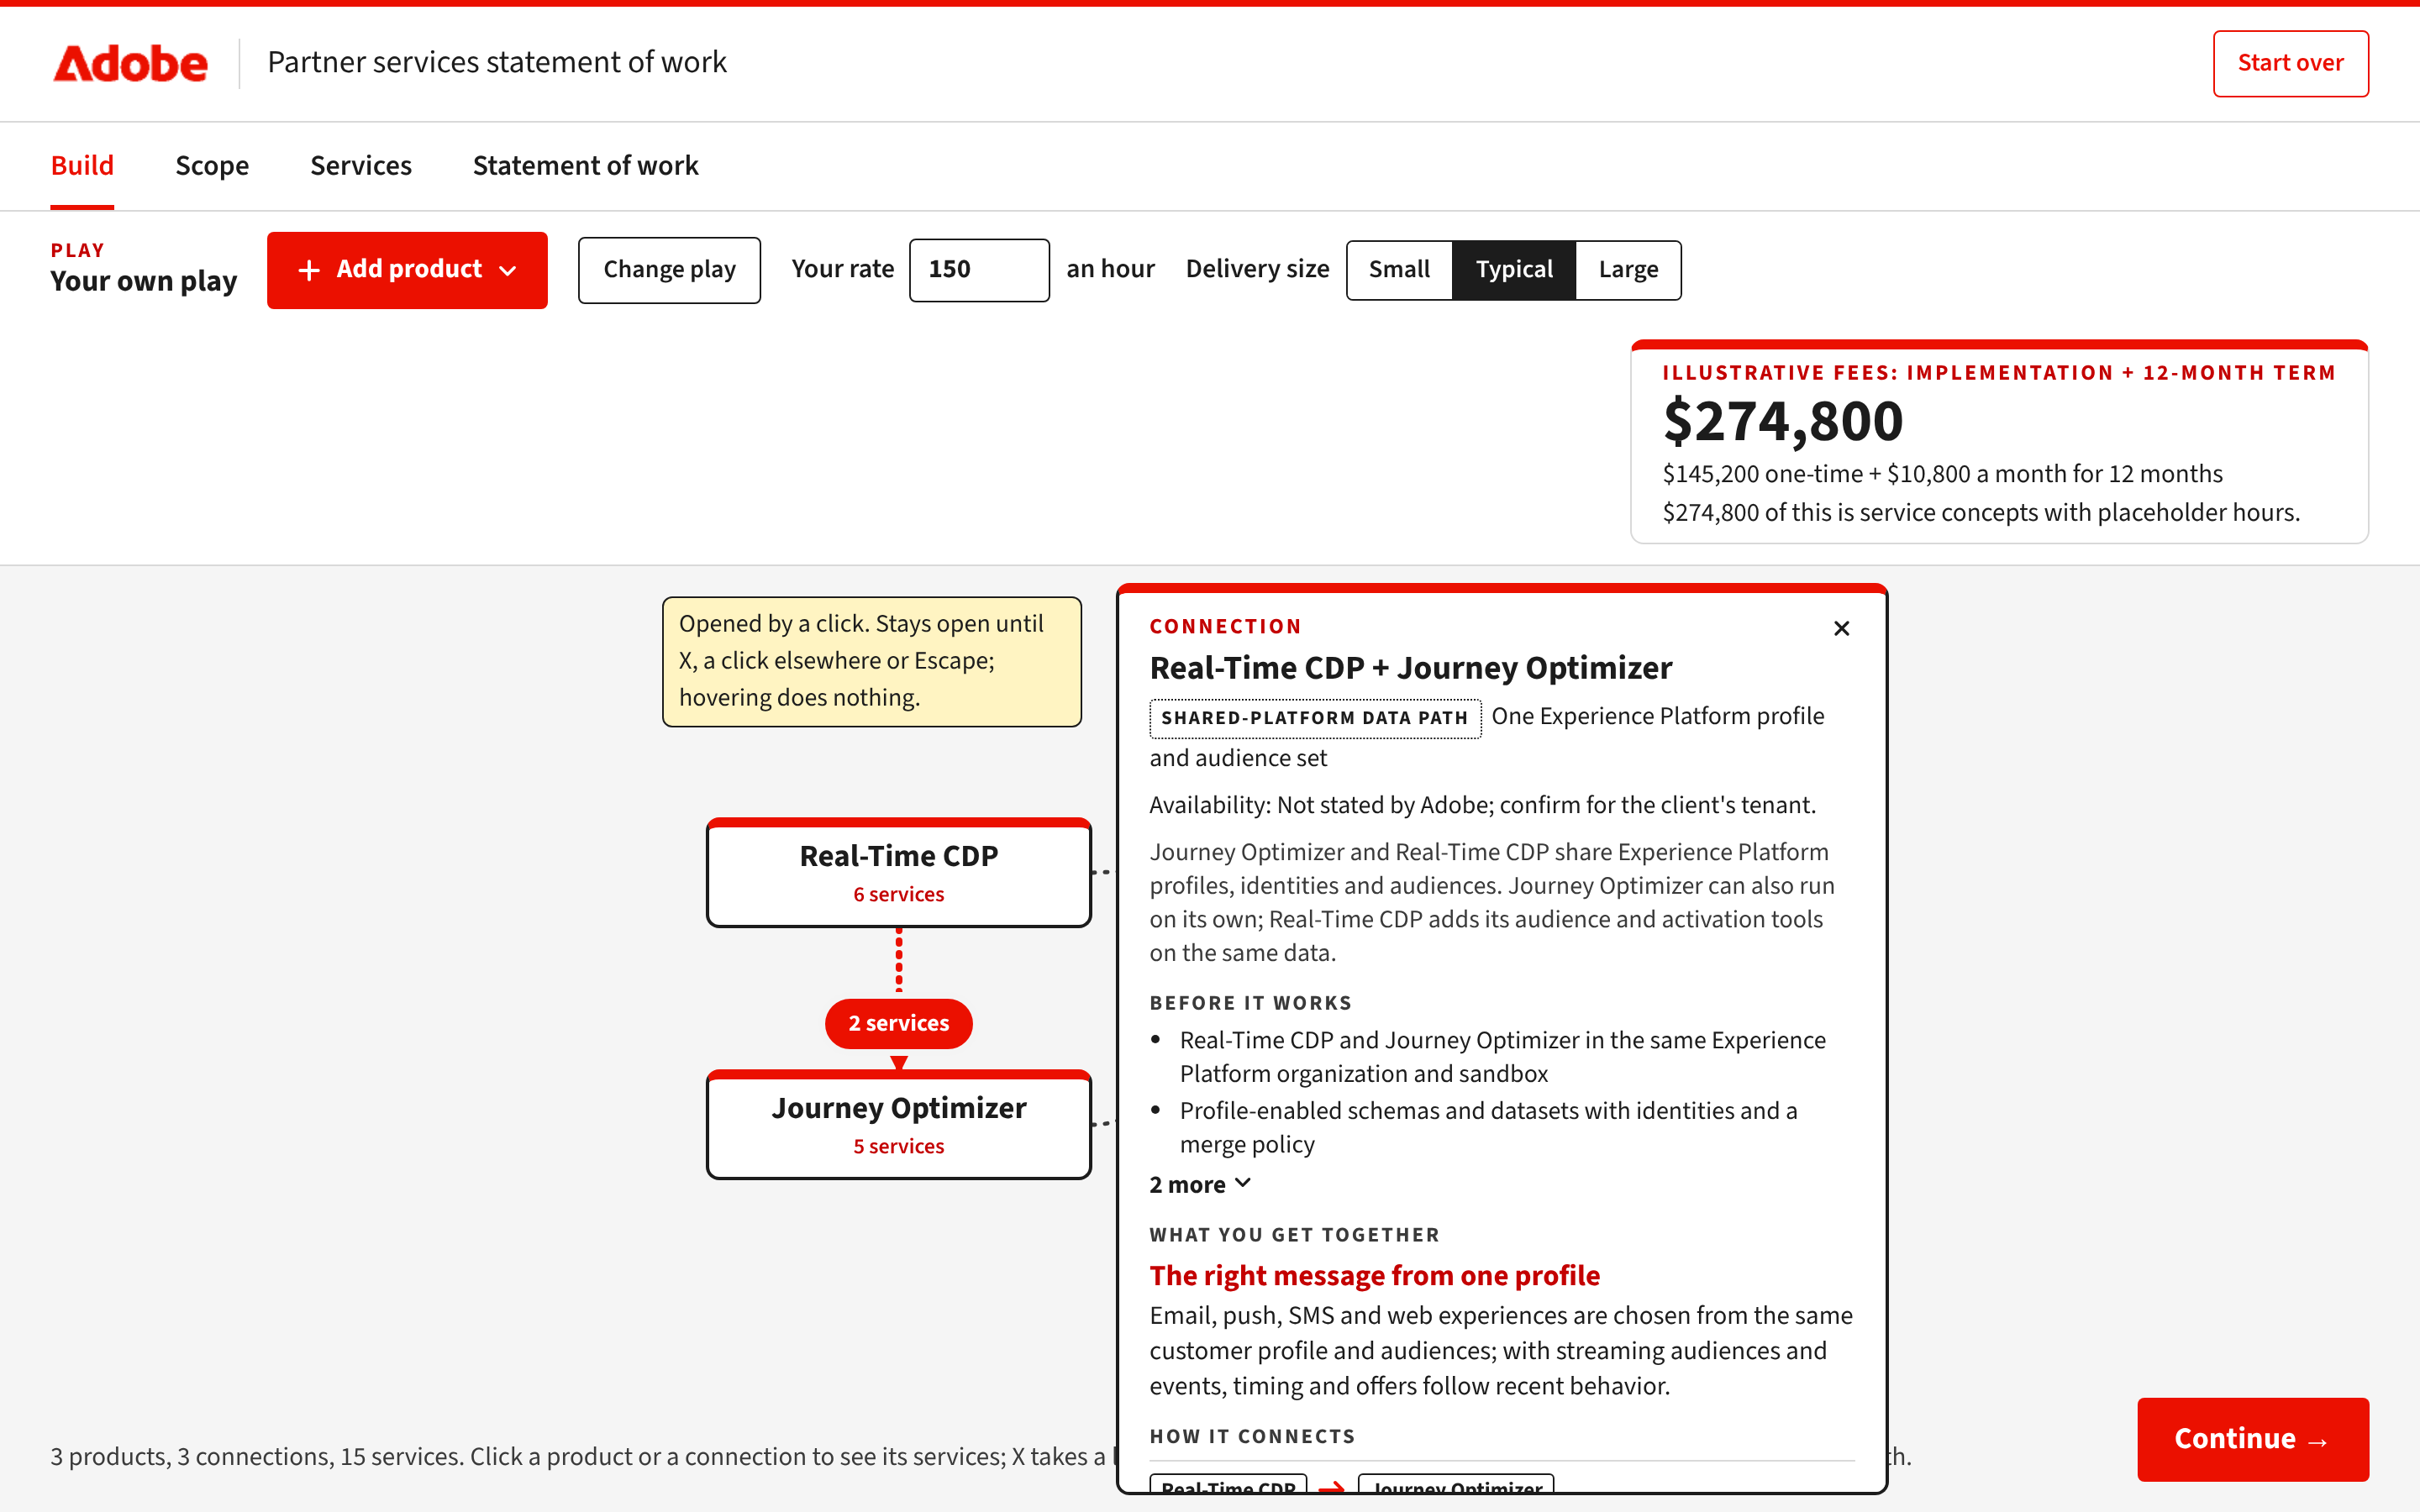 Adobe
Partner services statement of work
Start over
Build
Scope
Services
Statement of work
PLAY
Your own play
+ Add product
Change play
Your rate
150
an hour
Delivery size
Small
Typical
Large
ILLUSTRATIVE FEES: IMPLEMENTATION + 12-MONTH TERM
$274,800
$145,200 one-time + $10,800 a month for 12 months
$274,800 of this is service concepts with placeholder hours.
Opened by a click. Stays open until
X, a click elsewhere or Escape;
hovering does nothing.
Real-Time CDP
6 services
2 services
Journey Optimizer
5 services
CONNECTION
Real-Time CDP + Journey Optimizer
SHARED-PLATFORM DATA PATH One Experience Platform profile
and audience set
Availability: Not stated by Adobe; confirm for the client's tenant.
Journey Optimizer and Real-Time CDP share Experience Platform
profiles, identities and audiences. Journey Optimizer can also run
on its own; Real-Time CDP adds its audience and activation tools
on the same data.
BEFORE IT WORKS
• Real-Time CDP and Journey Optimizer in the same Experience
Platform organization and sandbox
• Profile-enabled schemas and datasets with identities and a
merge policy
2 more
WHAT YOU GET TOGETHER
The right message from one profile
Email, push, SMS and web experiences are chosen from the same
customer profile and audiences; with streaming audiences and
events, timing and offers follow recent behavior.
HOW IT CONNECTS
Real-Time CDP → Journey Optimizer
3 products, 3 connections, 15 services. Click a product or a connection to see its services; X takes a
th.
Continue →